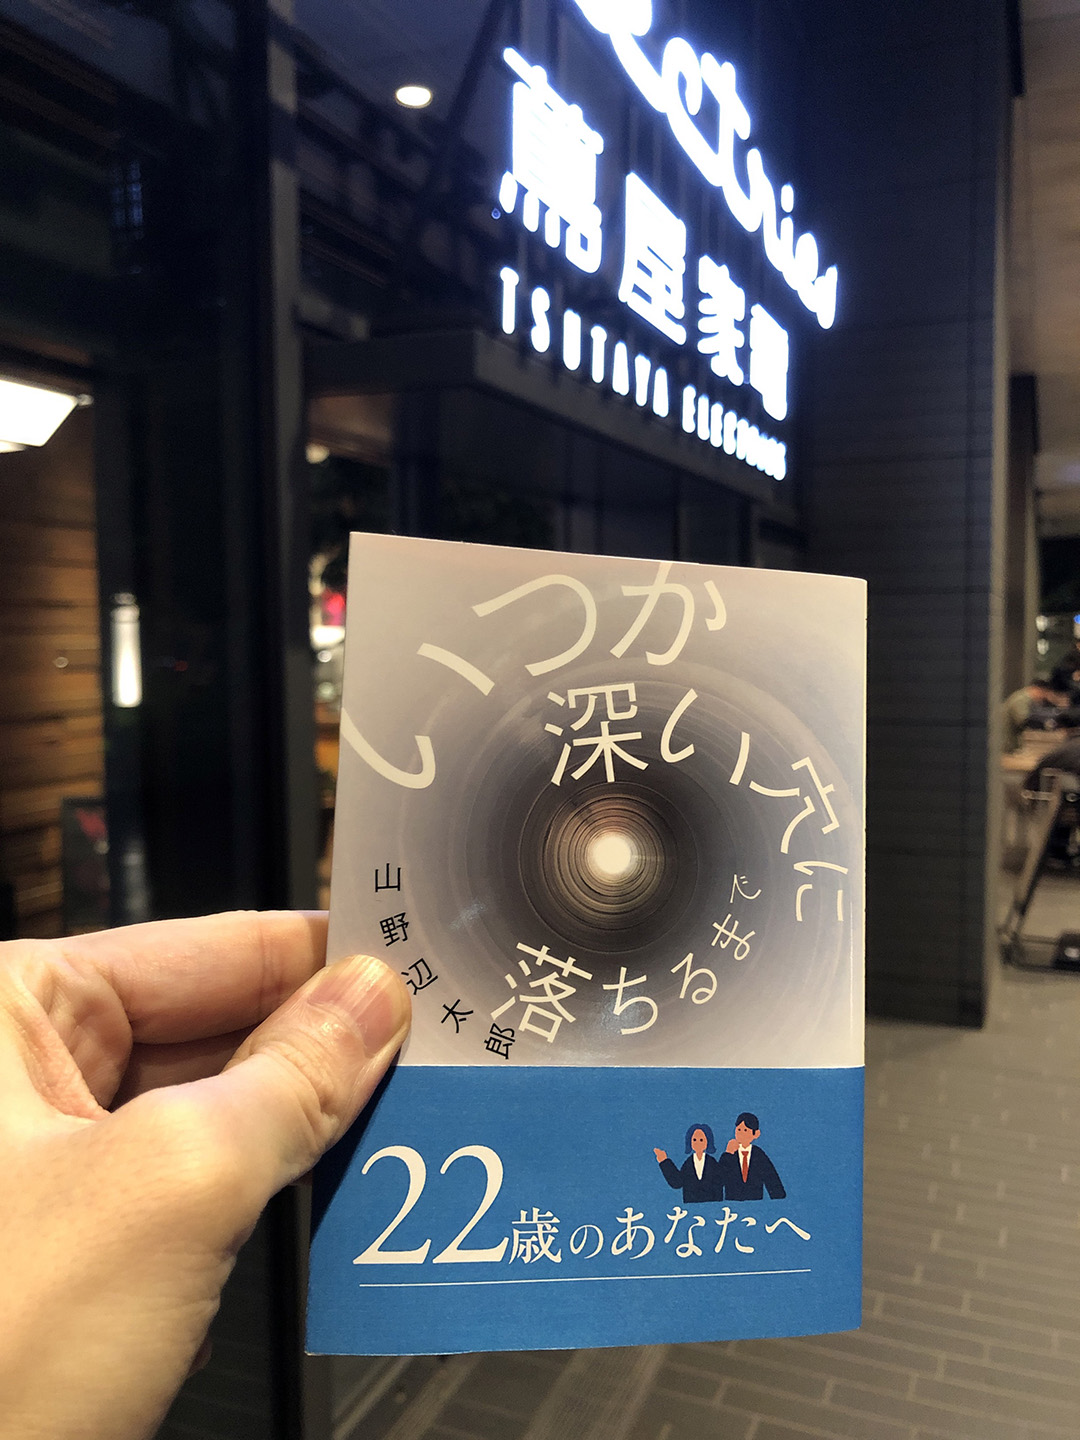 蔦屋家電
TSUTAYA ELECTRICS
いつか
深い穴に
落ちるまで
山野辺太郎
22歳のあなたへ